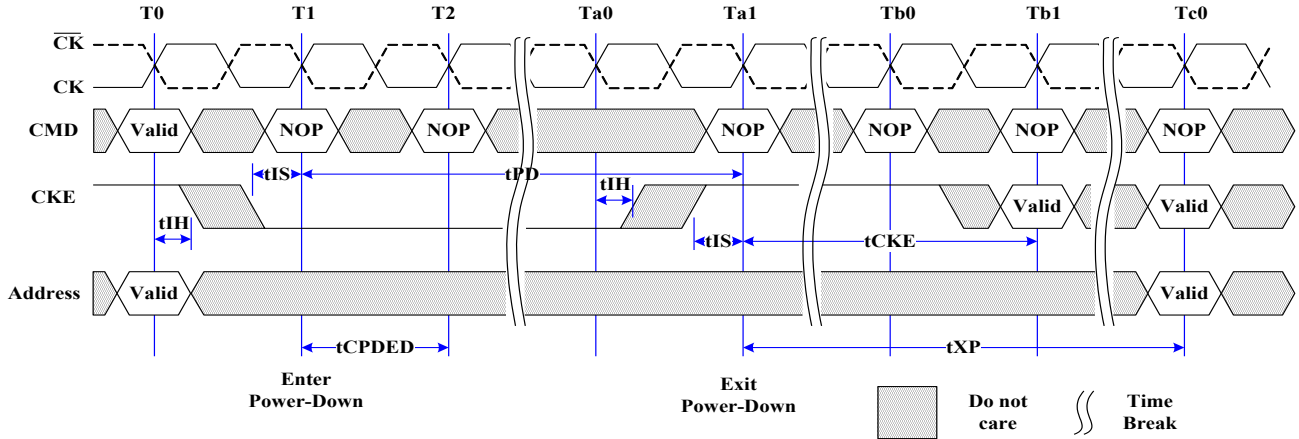 T0 T1 T2 Ta0 Ta1 Tb0 Tb1 Tc0
CK
CK
CMD Valid NOP NOP NOP NOP NOP NOP
tIS tPD
CKE tIH Valid Valid
tIH tIS tCKE
Address Valid Valid
tCPDED tXP
Enter
Power-Down
Exit
Power-Down
Do not
care
Time
Break